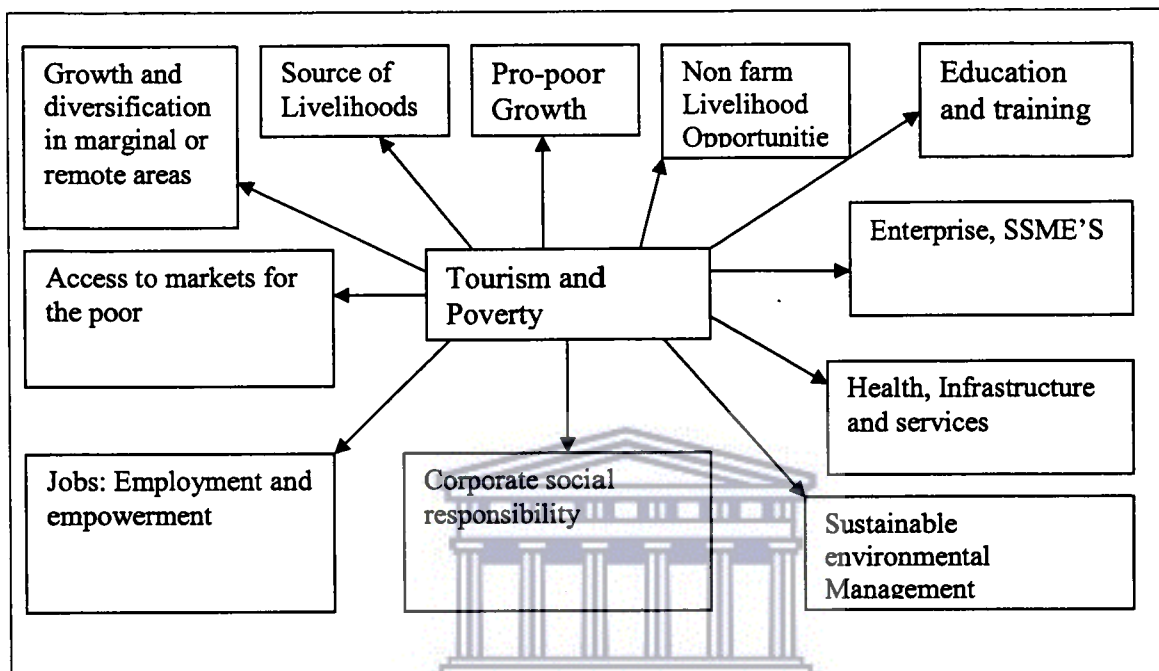 Growth and
diversification
in marginal or
remote areas
Source of
Livelihoods
Pro-poor
Growth
Non farm
Livelihood
Opportunitie
Education
and training
Access to markets for
the poor
Tourism and
Poverty
Enterprise, SSME'S
Health, Infrastructure
and services
Jobs: Employment and
empowerment
Corporate social
responsibility
Sustainable
environmental
Management